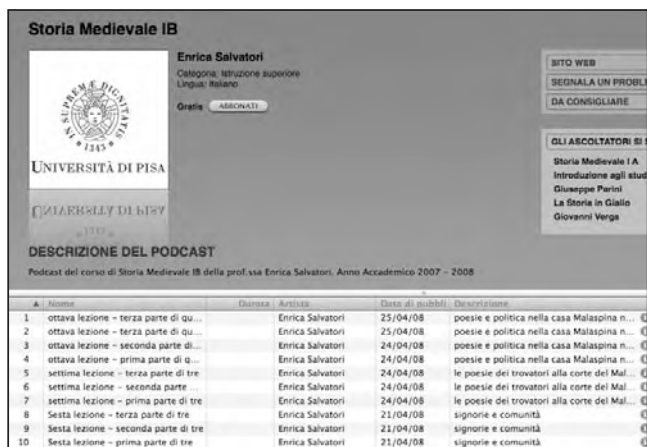 Storia Medievale IB
Enrica Salvatori
Categoria: Istruzione superiore
Lingua: Italiano
Gratis ABBONATI
IN SUPREMÆ DIGNITATIS
1343
UNIVERSITÀ DI PISA
SITO WEB
SEGNALA UN PROBLE
DA CONSIGLIARE
GLI ASCOLTATORI SI S
Storia Medievale I A
Introduzione agli stud
Giuseppe Parini
La Storia in Giallo
Giovanni Verga
DESCRIZIONE DEL PODCAST
Podcast del corso di Storia Medievale IB della prof.ssa Enrica Salvatori. Anno Accademico 2007 - 2008
Nome Durata Artista Data di pubbli Descrizione
1 ottava lezione - terza parte di qu... Enrica Salvatori 25/04/08 poesie e politica nella casa Malaspina n...
2 ottava lezione - terza parte di qu... Enrica Salvatori 25/04/08 poesie e politica nella casa Malaspina n...
3 ottava lezione - seconda parte di... Enrica Salvatori 24/04/08 poesie e politica nella casa Malaspina n...
4 ottava lezione - prima parte di q... Enrica Salvatori 24/04/08 poesie e politica nella casa Malaspina n...
5 settima lezione - terza parte di tre Enrica Salvatori 24/04/08 le poesie dei trovatori alla corte del Mal...
6 settima lezione - seconda parte ... Enrica Salvatori 24/04/08 le poesie dei trovatori alla corte del Mal...
7 settima lezione - prima parte di tre Enrica Salvatori 24/04/08 le poesie dei trovatori alla corte del Mal...
8 Sesta lezione - terza parte di tre Enrica Salvatori 21/04/08 signorie e comunità
9 Sesta lezione - seconda parte di tre Enrica Salvatori 21/04/08 signorie e comunità
10 Sesta lezione - prima parte di tre Enrica Salvatori 21/04/08 signorie e comunità